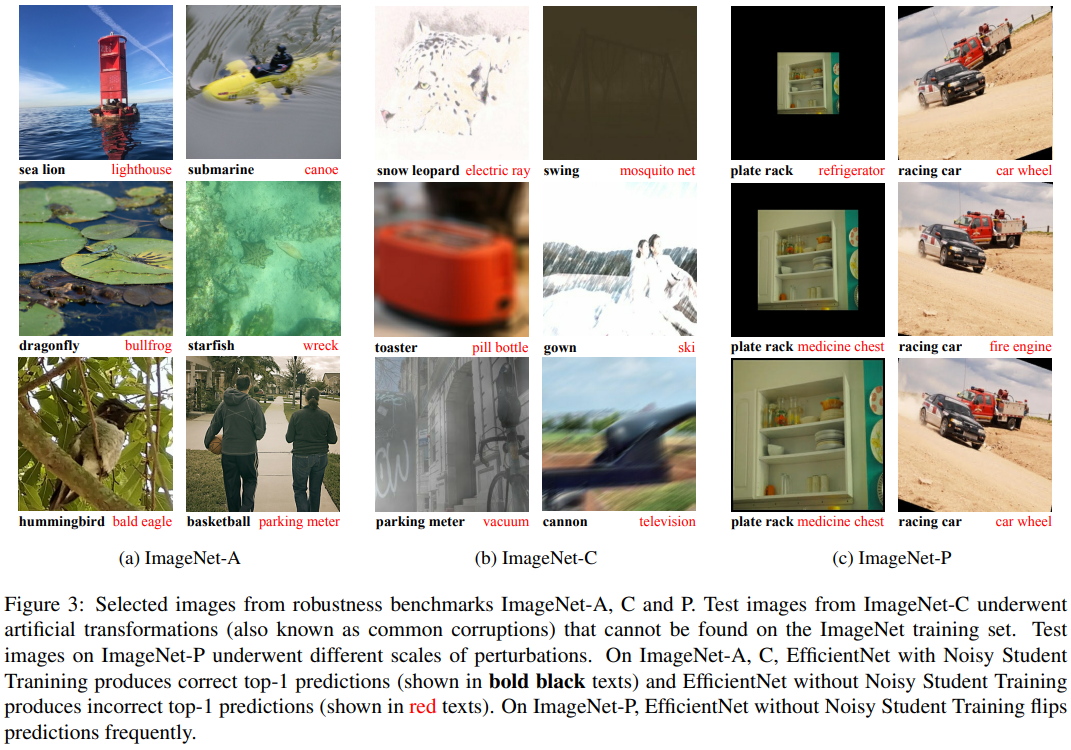 sea lion lighthouse submarine canoe snow leopard electric ray swing mosquito net plate rack refrigerator racing car car wheel
dragonfly bullfrog starfish wreck toaster pill bottle gown ski plate rack medicine chest racing car fire engine
hummingbird bald eagle basketball parking meter parking meter vacuum cannon television plate rack medicine chest racing car car wheel
(a) ImageNet-A (b) ImageNet-C (c) ImageNet-P
Figure 3: Selected images from robustness benchmarks ImageNet-A, C and P. Test images from ImageNet-C underwent
artificial transformations (also known as common corruptions) that cannot be found on the ImageNet training set. Test
images on ImageNet-P underwent different scales of perturbations. On ImageNet-A, C, EfficientNet with Noisy Student
Tranining produces correct top-1 predictions (shown in bold black texts) and EfficientNet without Noisy Student Training
produces incorrect top-1 predictions (shown in red texts). On ImageNet-P, EfficientNet without Noisy Student Training flips
predictions frequently.